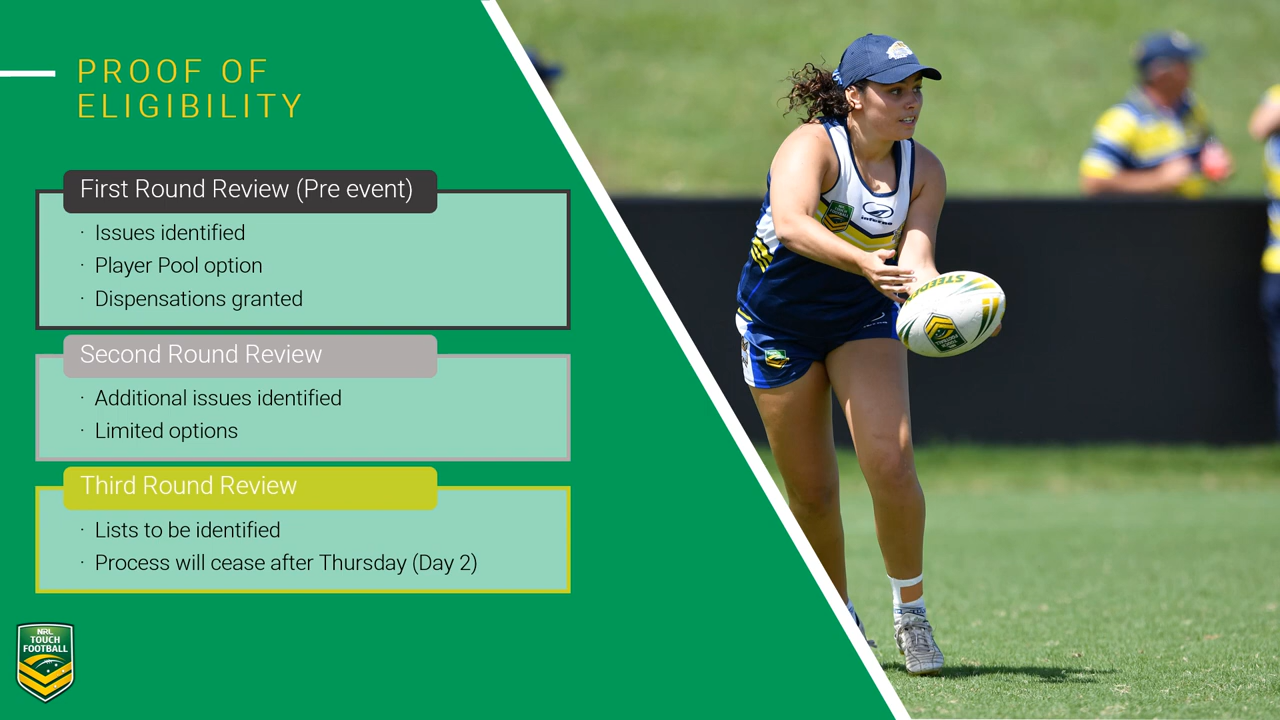 PROOF OF
ELIGIBILITY
First Round Review (Pre event)
· Issues identified
· Player Pool option
· Dispensations granted
Second Round Review
· Additional issues identified
· Limited options
Third Round Review
· Lists to be identified
· Process will cease after Thursday (Day 2)
NRL
TOUCH
FOOTBALL
STEEDEN